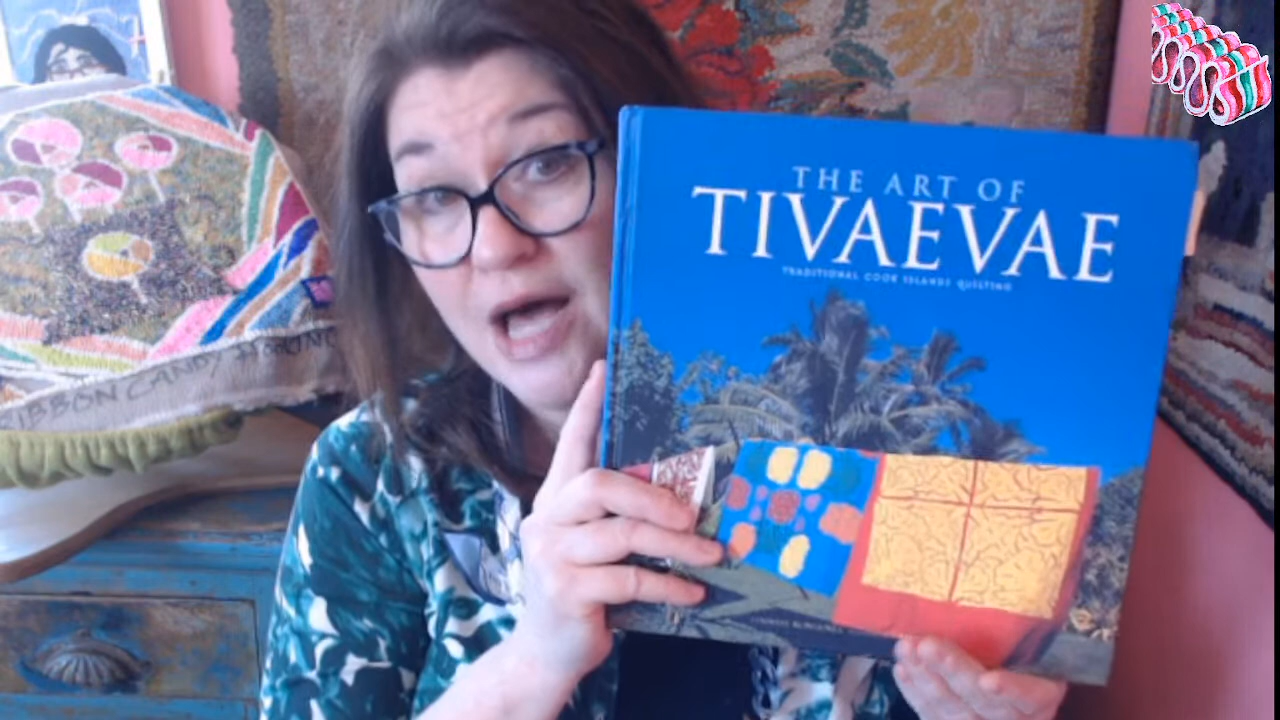 THE ART OF
TIVAEVAE
TRADITIONAL COOK ISLANDS QUILTING
RIBBON CANDY